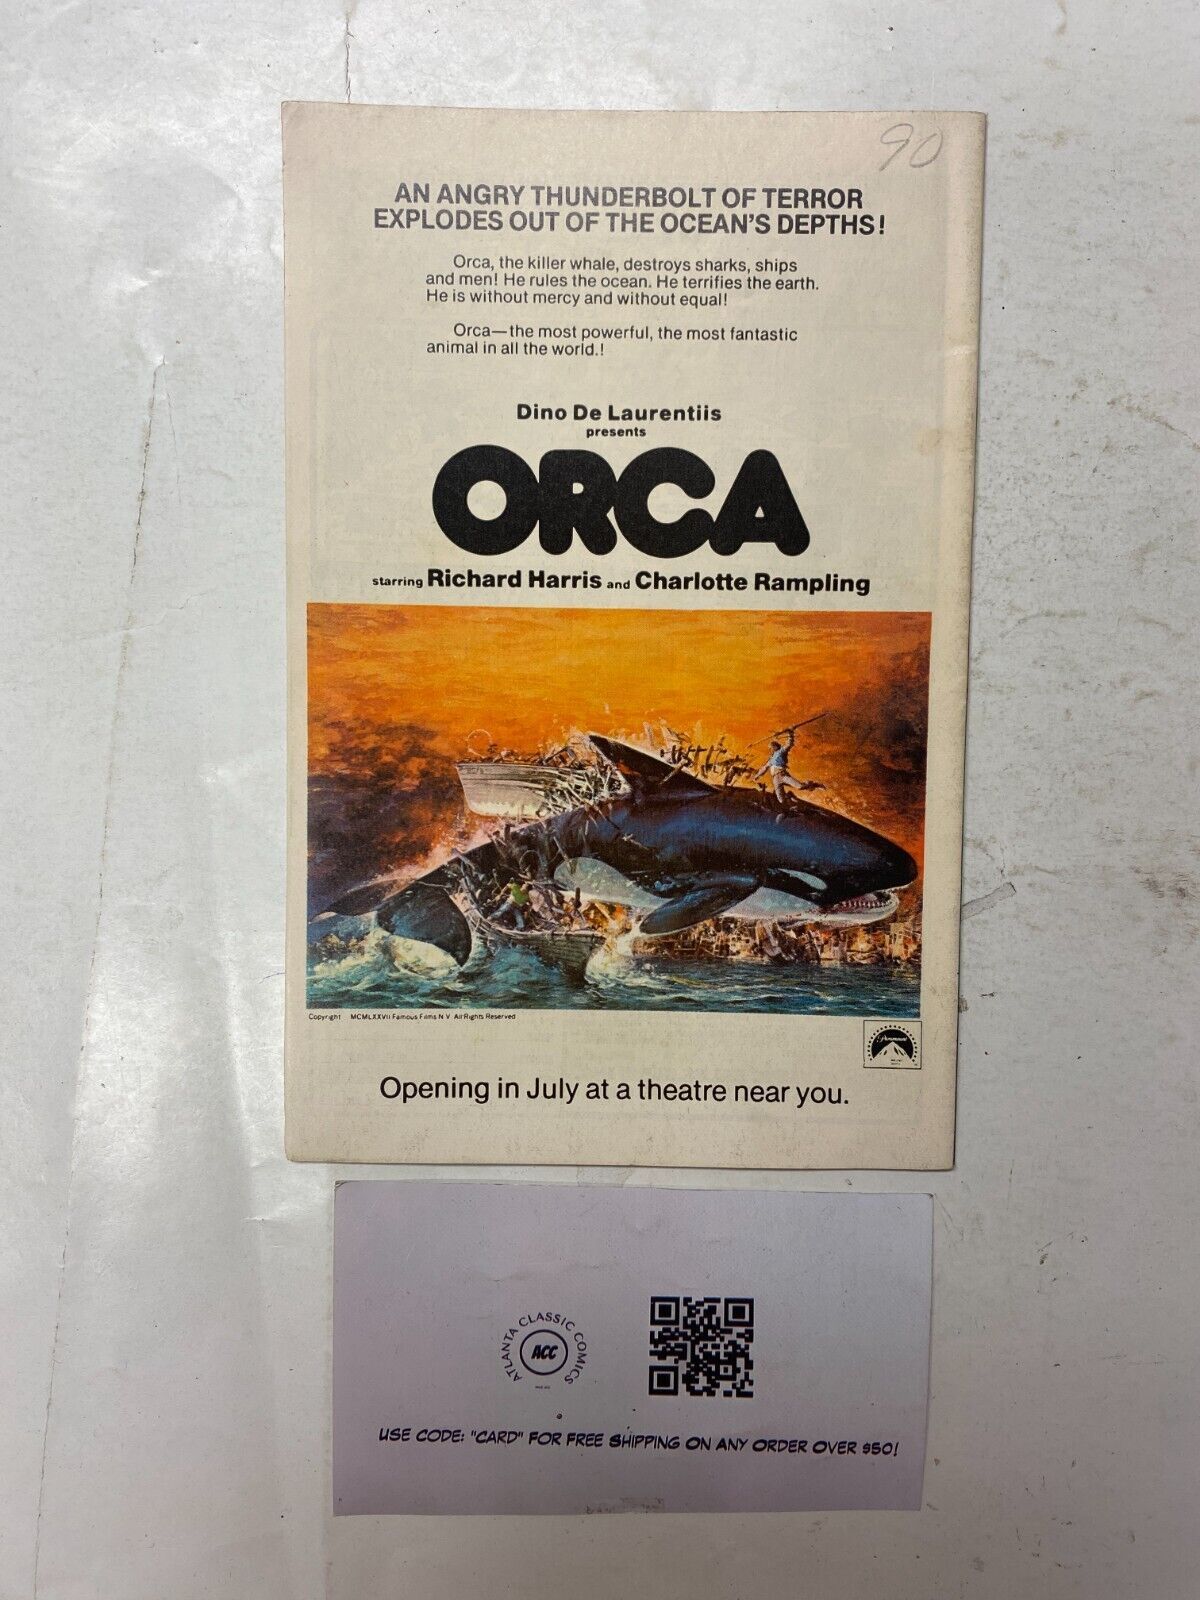 90
AN ANGRY THUNDERBOLT OF TERROR
EXPLODES OUT OF THE OCEAN'S DEPTHS!
Orca, the killer whale, destroys sharks, ships
and men! He rules the ocean. He terrifies the earth.
He is without mercy and without equal!
Orca—the most powerful, the most fantastic
animal in all the world.!
Dino De Laurentiis
presents
ORCA
starring Richard Harris and Charlotte Rampling
Copyright MCMLXXVII Famous Films N V All Rights Reserved
Paramount
Opening in July at a theatre near you.
ATLANTA CLASSIC COMICS
ACC
USE CODE: "CARD" FOR FREE SHIPPING ON ANY ORDER OVER $50!